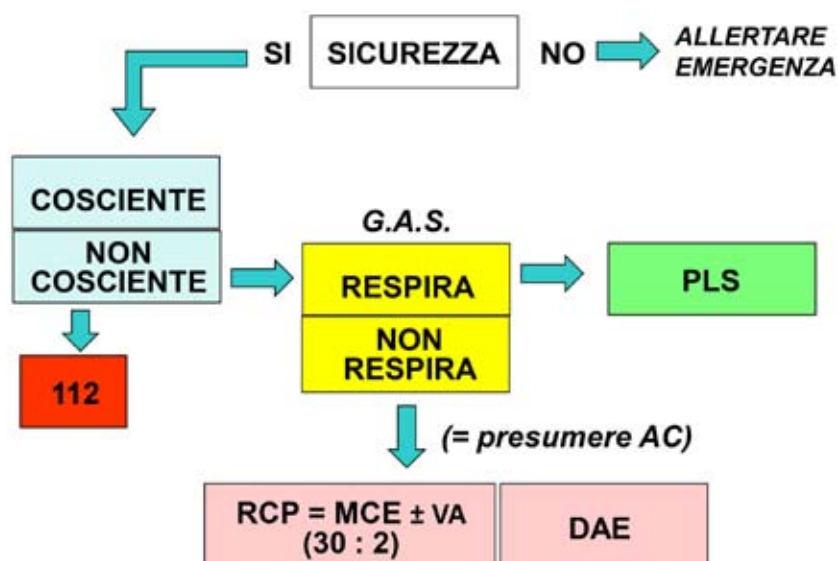 SI SICUREZZA NO ALLERTARE
EMERGENZA
COSCIENTE
NON
COSCIENTE
G.A.S.
RESPIRA
NON
RESPIRA
PLS
112
(= presumere AC)
RCP = MCE ± VA
(30 : 2)
DAE